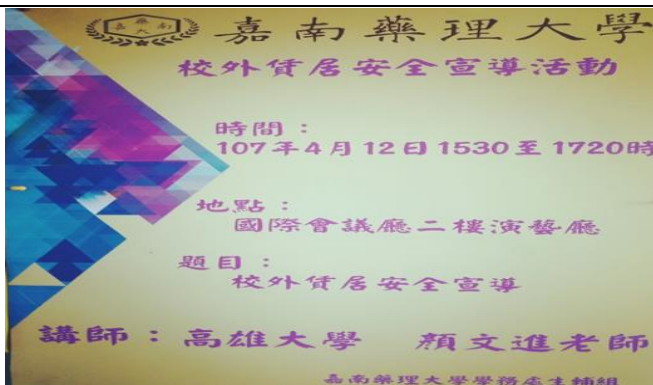 嘉藥南大
嘉南藥理大學
校外賃居安全宣導活動
時間：
107年4月12日1530至1720時
地點：
國際會議廳二樓演藝廳
題目：
校外賃居安全宣導
講師：高雄大學 顏文進老師
嘉南藥理大學學務處生輔組